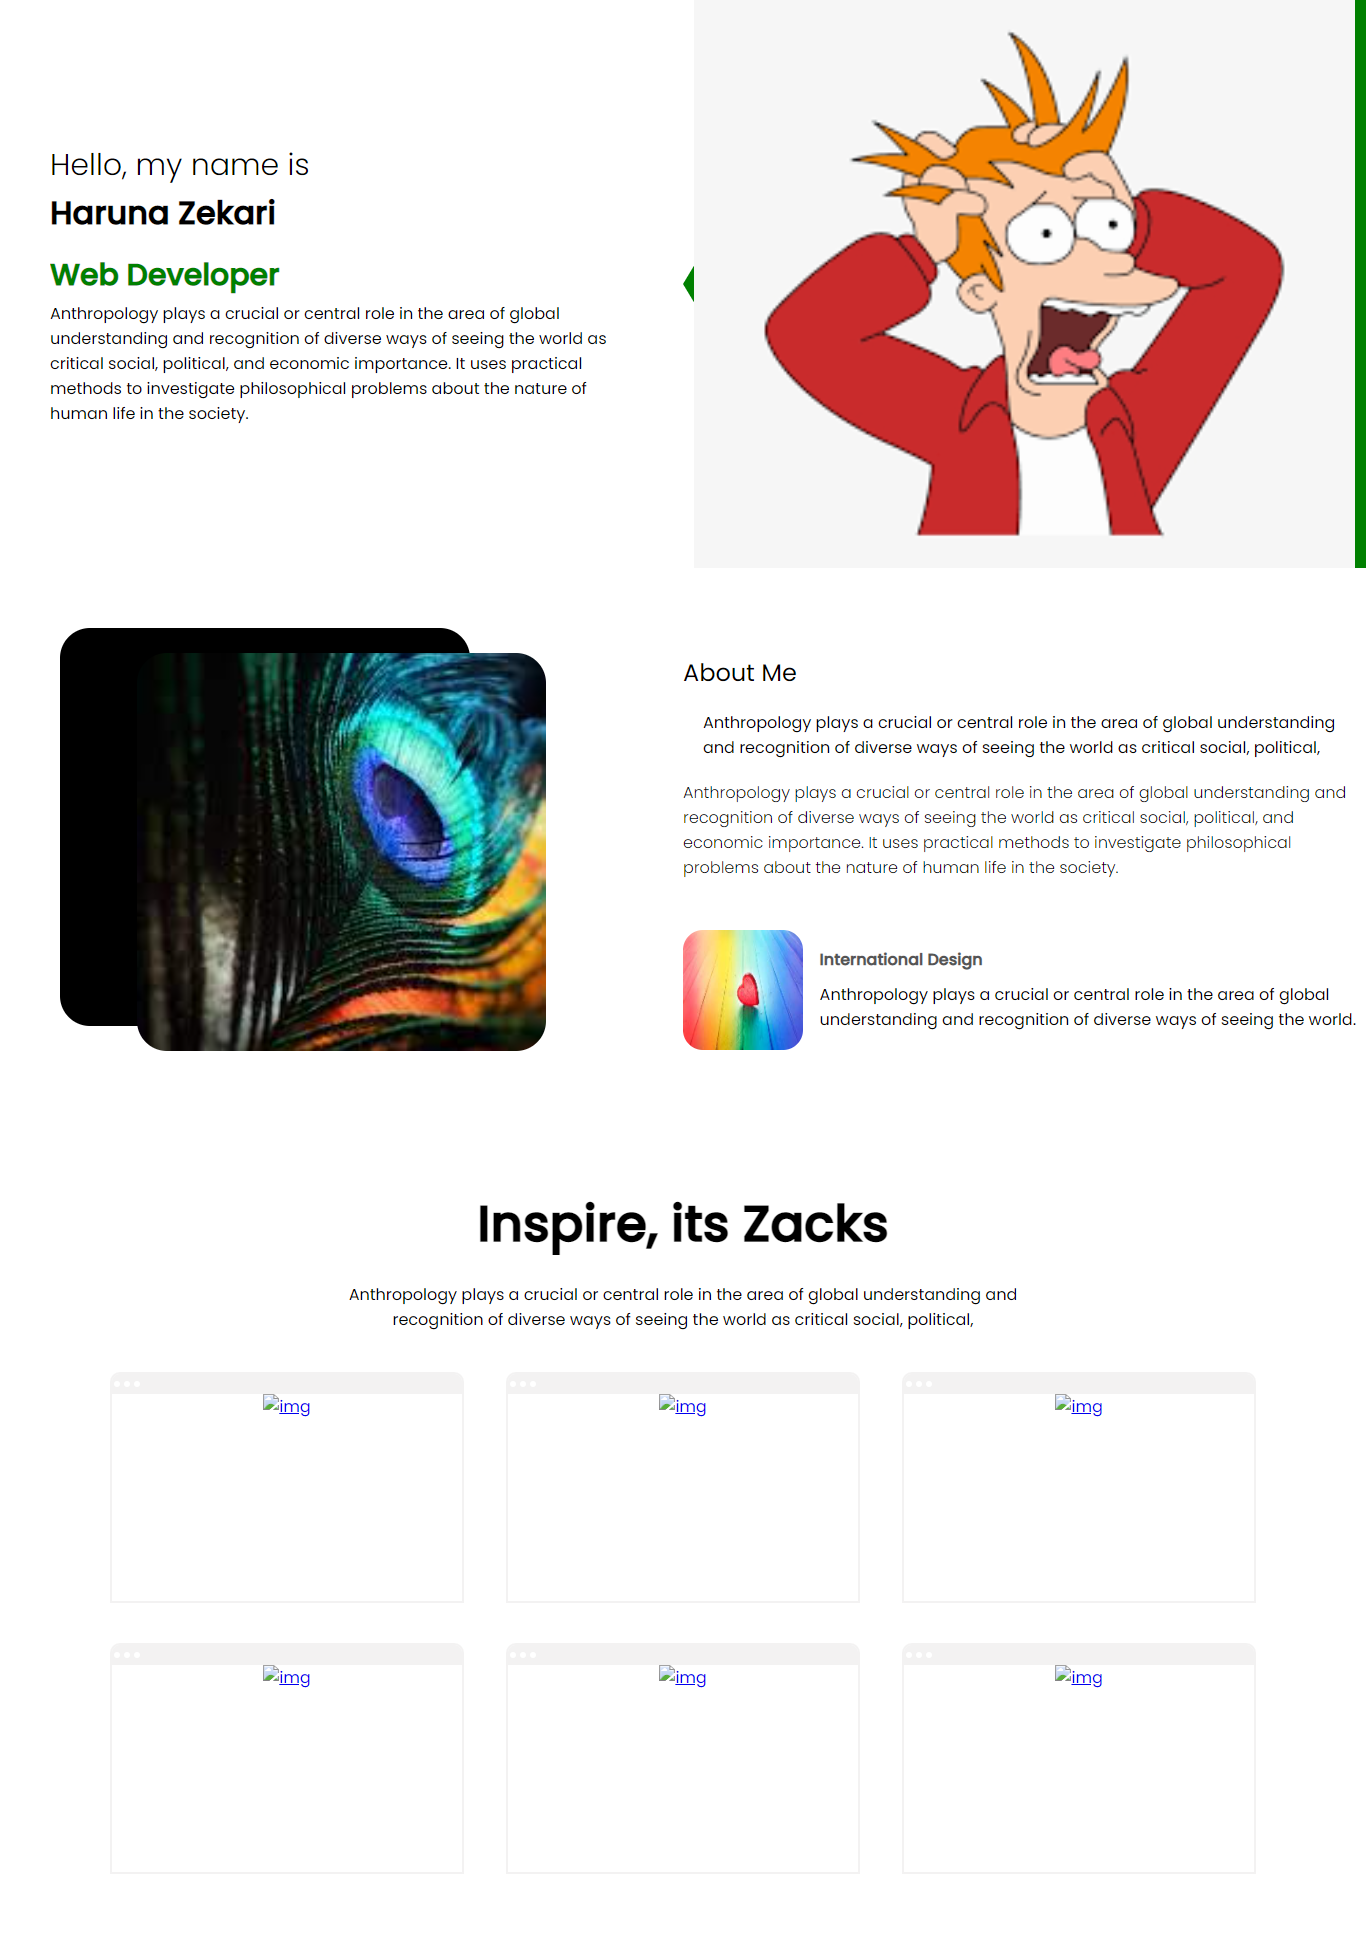 Hello, my name is
Haruna Zekari
Web Developer
Anthropology plays a crucial or central role in the area of global
understanding and recognition of diverse ways of seeing the world as
critical social, political, and economic importance. It uses practical
methods to investigate philosophical problems about the nature of
human life in the society.
About Me
Anthropology plays a crucial or central role in the area of global understanding
and recognition of diverse ways of seeing the world as critical social, political,
Anthropology plays a crucial or central role in the area of global understanding and
recognition of diverse ways of seeing the world as critical social, political, and
economic importance. It uses practical methods to investigate philosophical
problems about the nature of human life in the society.
International Design
Anthropology plays a crucial or central role in the area of global
understanding and recognition of diverse ways of seeing the world.
Inspire, its Zacks
Anthropology plays a crucial or central role in the area of global understanding and
recognition of diverse ways of seeing the world as critical social, political,
img
img
img
img
img
img